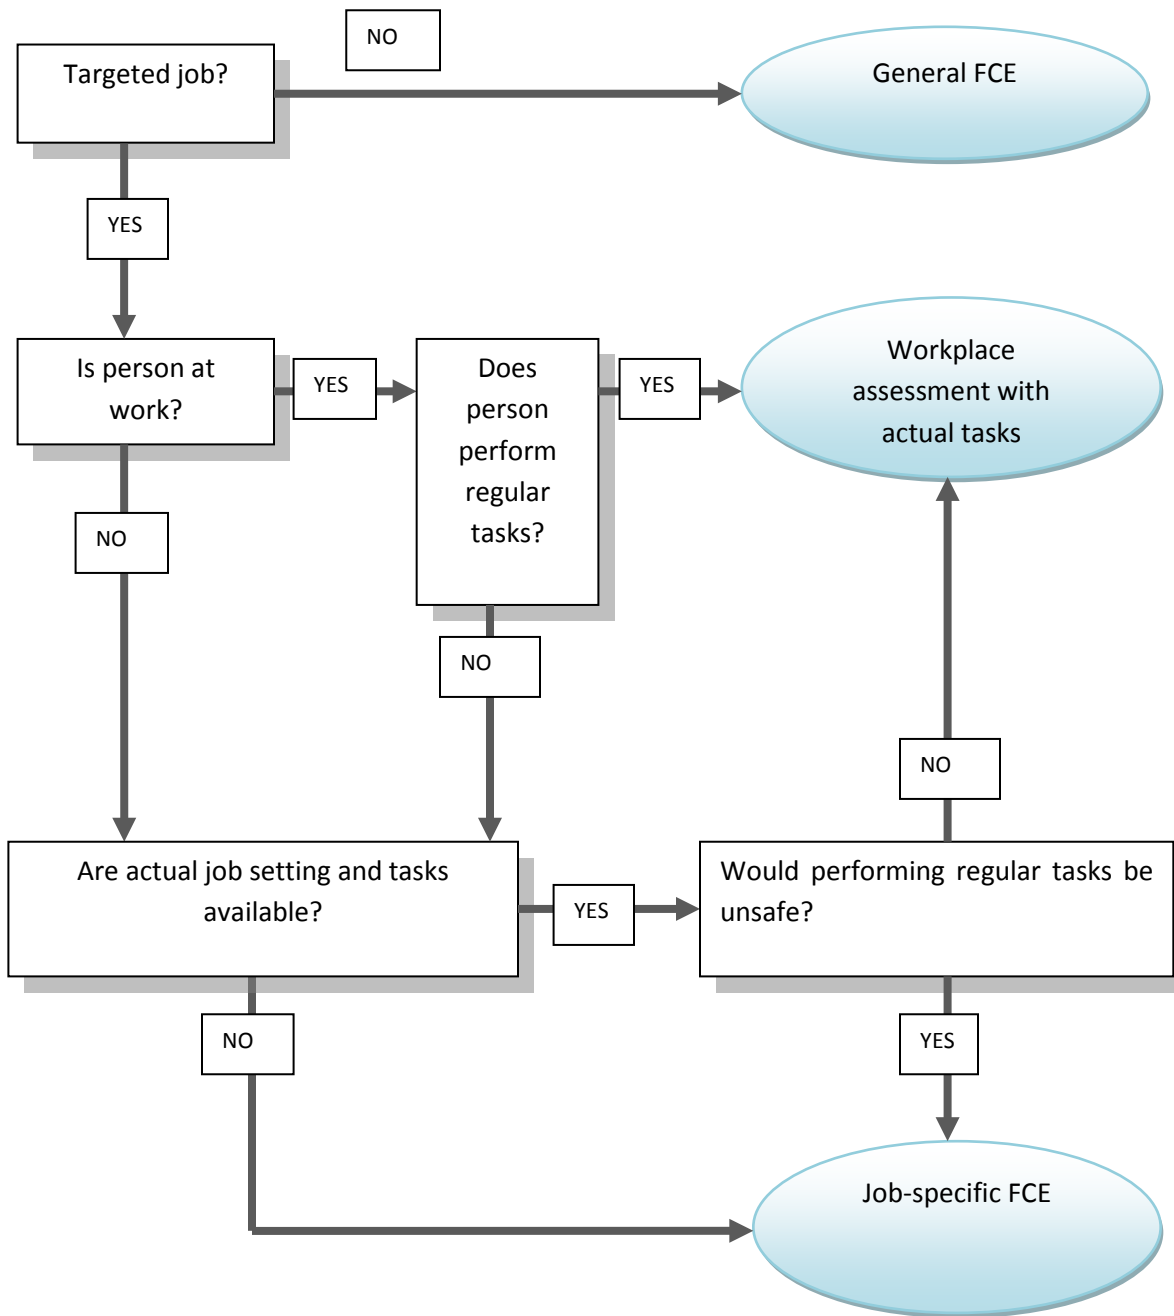 NO
Targeted job?
General FCE
YES
Is person at
work?
YES
Does
person
perform
regular
tasks?
YES
Workplace
assessment with
actual tasks
NO
NO
NO
Are actual job setting and tasks
available?
YES
Would performing regular tasks be
unsafe?
NO
YES
Job-specific FCE